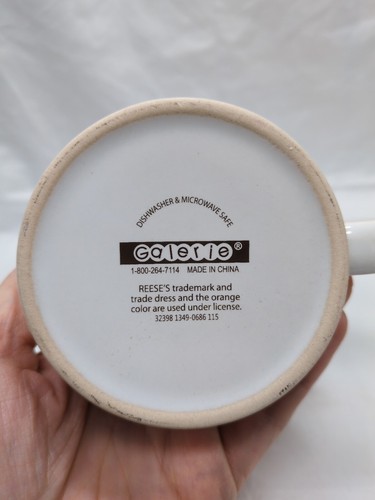 DISHWASHER & MICROWAVE SAFE
Galerie®
1-800-264-7114 MADE IN CHINA
REESE'S trademark and
trade dress and the orange
color are used under license.
32398 1349-0686 115